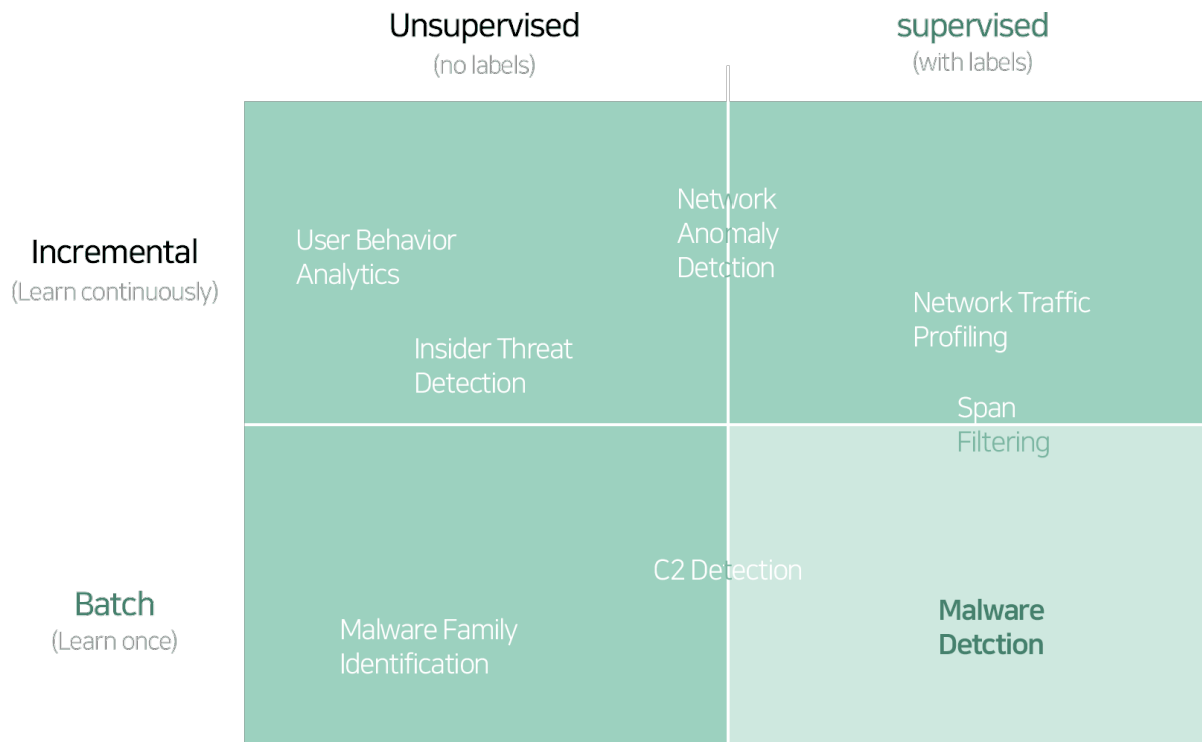 Unsupervised
(no labels)
supervised
(with labels)
Incremental
(Learn continuously)
User Behavior
Analytics
Insider Threat
Detection
Network
Anomaly
Detction
Network Traffic
Profiling
Span
Filtering
Batch
(Learn once)
Malware Family
Identification
C2 Detection
Malware
Detction